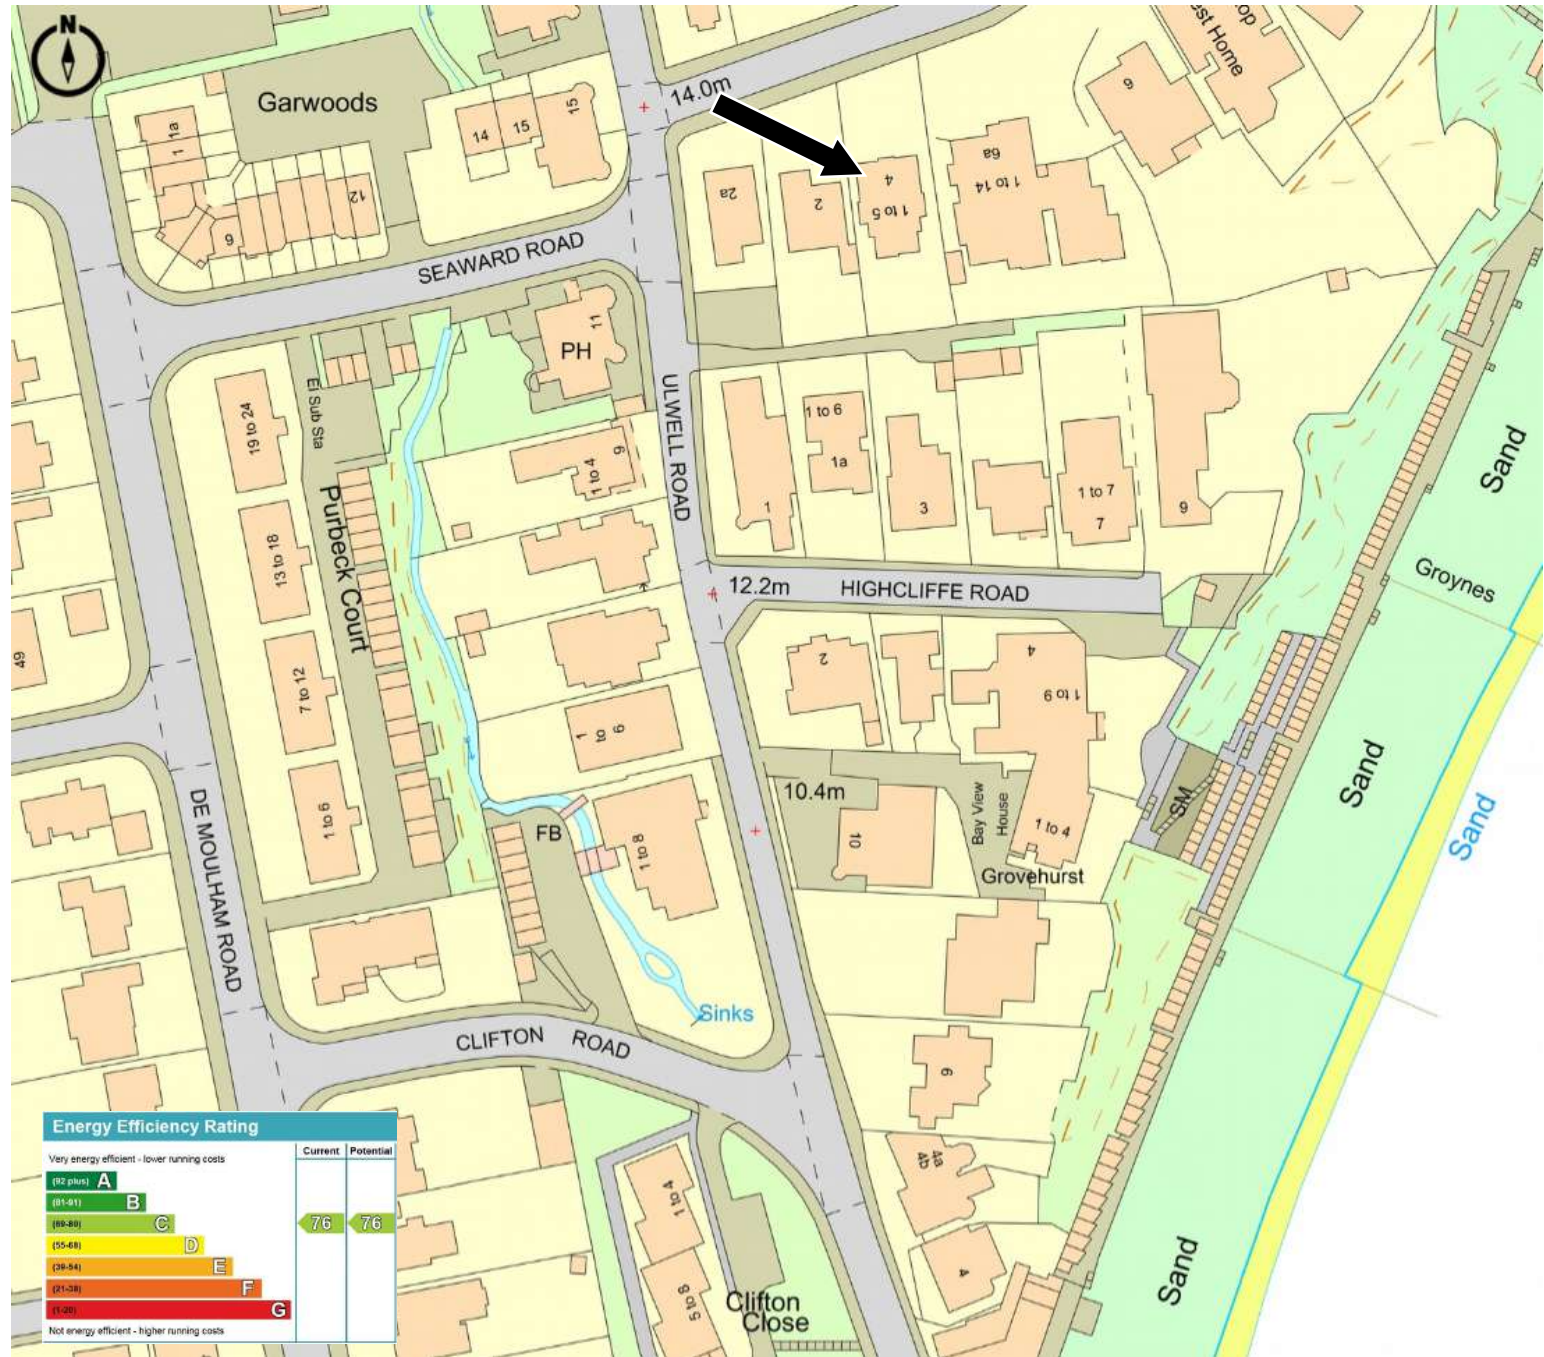 N
14.0m
Garwoods
1 1a
14
15
15
12
9
2a
2
4
1 to 5
6a
1 to 14
6
est Home
top
SEAWARD ROAD
11
PH
El Sub Sta
19 to 24
Purbeck Court
ULWELL ROAD
9
1 to 4
1
1 to 6
1a
3
1 to 7
7
9
Sand
13 to 18
12.2m
HIGHCLIFFE ROAD
Groynes
49
7 to 12
2
4
1 to 9
1
to
6
10.4m
Bay View
House
SM
Sand
Sand
DE MOULHAM ROAD
1 to 6
FB
1 to 8
10
1 to 4
Grovehurst
Sinks
CLIFTON ROAD
6
4a
4b
4
1 to 4
5 to 8
Clifton
Close
Sand
Energy Efficiency Rating
Current Potential
Very energy efficient - lower running costs
(92 plus) A
(81-91) B
(69-80) C 76 76
(55-68) D
(39-54) E
(21-38) F
(1-20) G
Not energy efficient - higher running costs